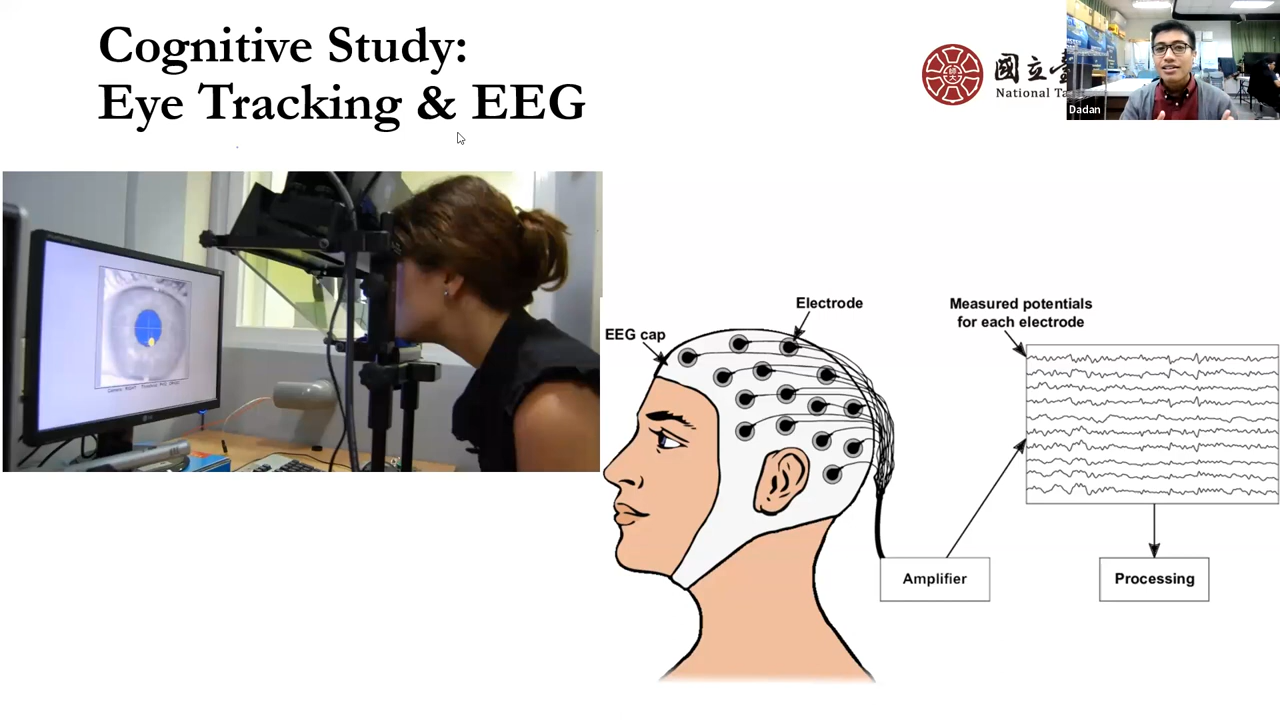 Cognitive Study:
Eye Tracking & EEG
國立臺
National Ta
Dadan
Electrode
EEG cap
Measured potentials
for each electrode
Amplifier
Processing